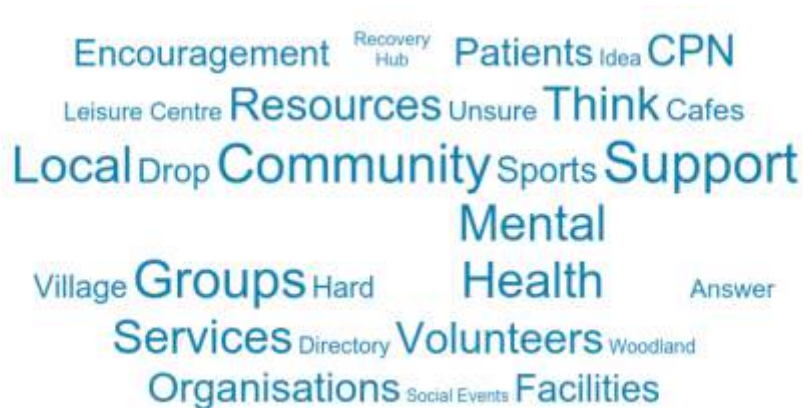 Encouragement Recovery Hub Patients Idea CPN
Leisure Centre Resources Unsure Think Cafes
Local Drop Community Sports Support
Village Groups Hard Mental Health Answer
Services Directory Volunteers Woodland
Organisations Social Events Facilities